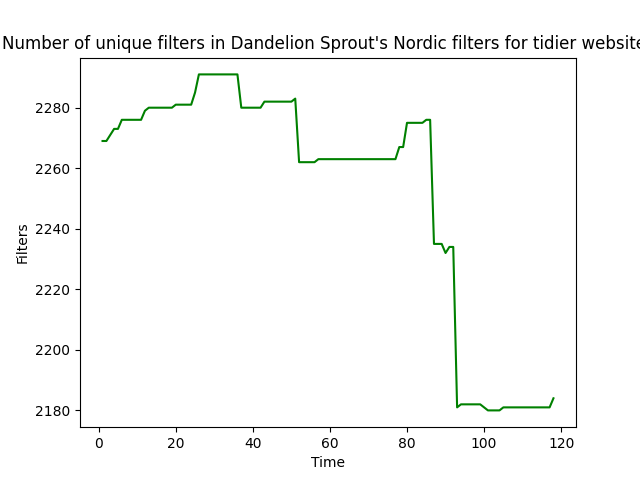 Number of unique filters in Dandelion Sprout's Nordic filters for tidier website
Filters
2280
2260
2240
2220
2200
2180
0 20 40 60 80 100 120
Time